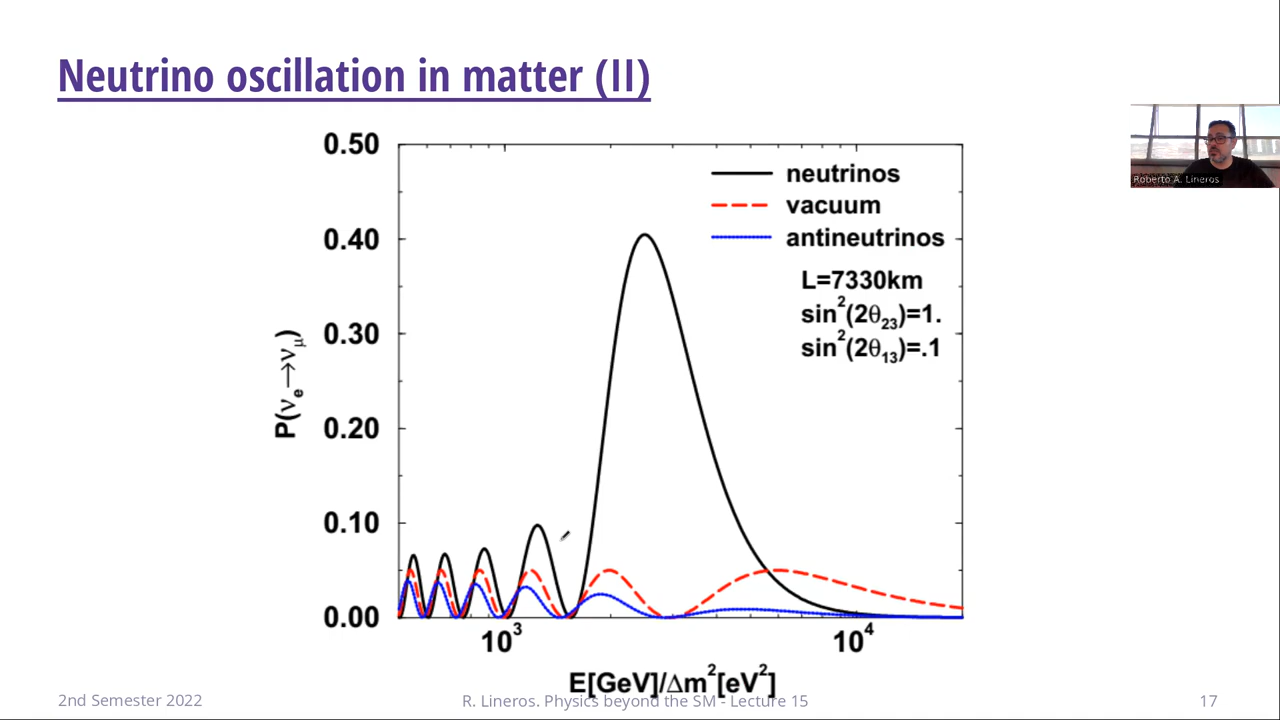 Neutrino oscillation in matter (II)
Roberto A. Lineros
0.50
0.40
0.30
0.20
0.10
0.00
P(νe→νμ)
neutrinos
vacuum
antineutrinos
L=7330km
sin²(2θ₂₃)=1.
sin²(2θ₁₃)=.1
10³
10⁴
E[GeV]/Δm²[eV²]
2nd Semester 2022
R. Lineros. Physics beyond the SM - Lecture 15
17